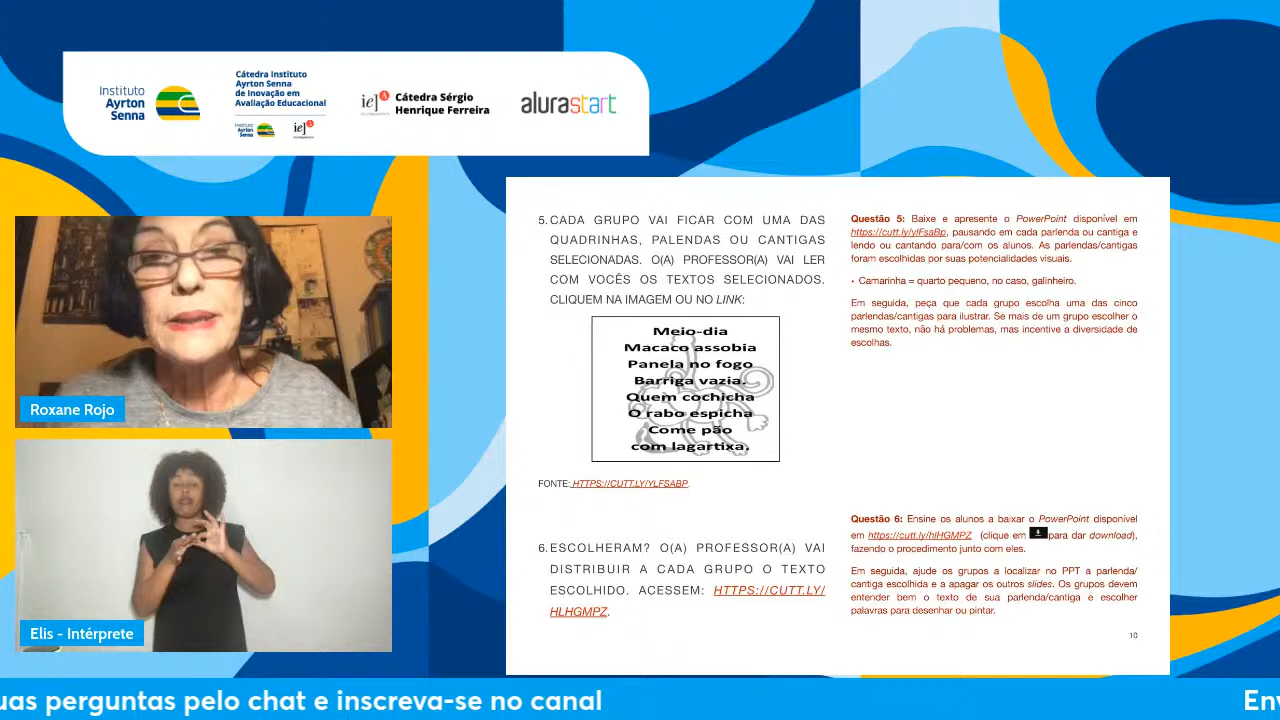 Instituto
Ayrton
Senna
Cátedra Instituto
Ayrton Senna
de Inovação em
Avaliação Educacional
Instituto
Ayrton
Senna
iea
iea
Cátedra Sérgio
Henrique Ferreira
alurastart
Roxane Rojo
Elis - Intérprete
5. CADA GRUPO VAI FICAR COM UMA DAS
QUADRINHAS, PALENDAS OU CANTIGAS
SELECIONADAS. O(A) PROFESSOR(A) VAI LER
COM VOCÊS OS TEXTOS SELECIONADOS.
CLIQUEM NA IMAGEM OU NO LINK:
Meio-dia
Macaco assobia
Panela no fogo
Barriga vazia.
Quem cochicha
O rabo espicha
Come pão
com lagartixa.
FONTE: HTTPS://CUTT.LY/YLFSABP.
6. ESCOLHERAM? O(A) PROFESSOR(A) VAI
DISTRIBUIR A CADA GRUPO O TEXTO
ESCOLHIDO. ACESSEM: HTTPS://CUTT.LY/
HLHGMPZ.
Questão 5: Baixe e apresente o PowerPoint disponível em
https://cutt.ly/ylFsaBp, pausando em cada parlenda ou cantiga e
lendo ou cantando para/com os alunos. As parlendas/cantigas
foram escolhidas por suas potencialidades visuais.
• Camarinha = quarto pequeno, no caso, galinheiro.
Em seguida, peça que cada grupo escolha uma das cinco
parlendas/cantigas para ilustrar. Se mais de um grupo escolher o
mesmo texto, não há problemas, mas incentive a diversidade de
escolhas.
Questão 6: Ensine os alunos a baixar o PowerPoint disponível
em https://cutt.ly/hlHGMPZ (clique em para dar download),
fazendo o procedimento junto com eles.
Em seguida, ajude os grupos a localizar no PPT a parlenda/
cantiga escolhida e a apagar os outros slides. Os grupos devem
entender bem o texto de sua parlenda/cantiga e escolher
palavras para desenhar ou pintar.
10
uas perguntas pelo chat e inscreva-se no canal
Env